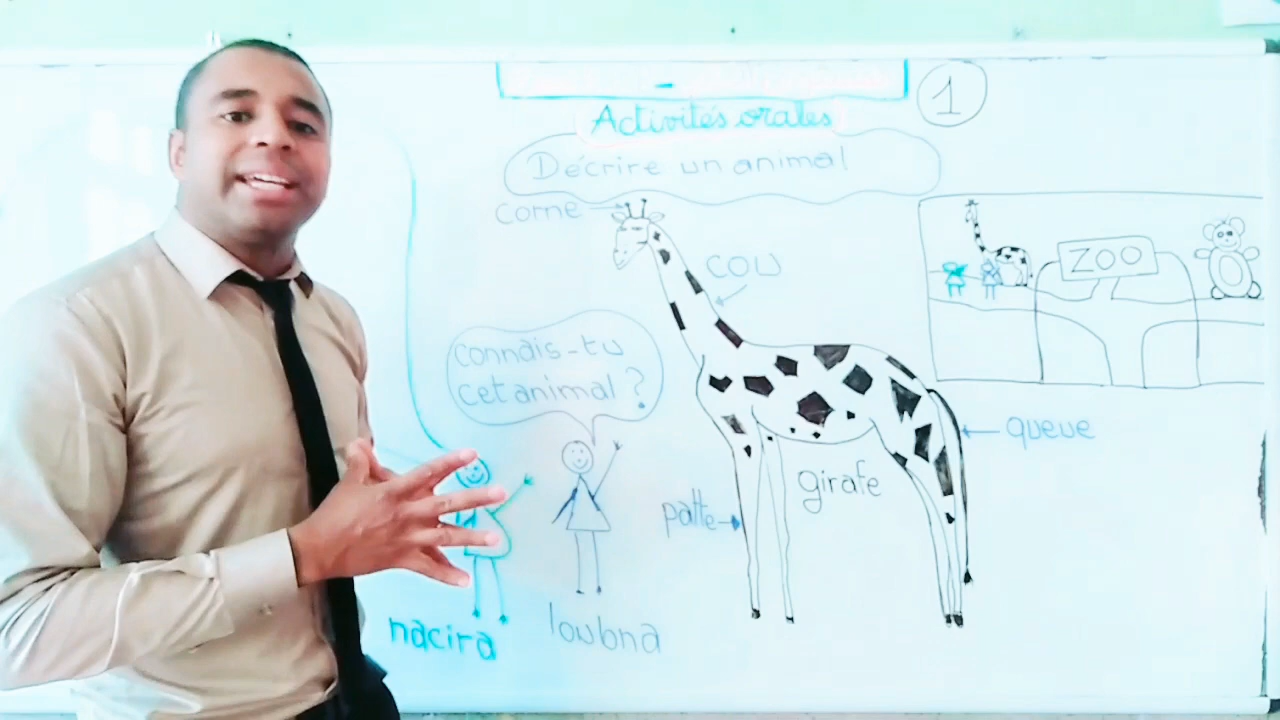 Activités orales
1
Décrire un animal
corne
cou
ZOO
connais-tu
cet animal ?
queue
girafe
patte
nacira
loubna